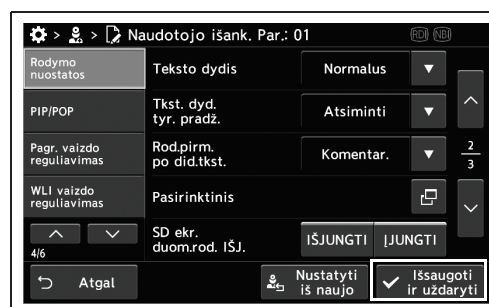 > > Naudotojo išank. Par.: 01 RDI NBI
Rodymo
nuostatos
Teksto dydis
Normalus
PIP/POP
Tkst. dyd.
tyr. pradž.
Atsiminti
Pagr. vaizdo
reguliavimas
Rod.pirm.
po did.tkst.
Komentar.
2
3
WLI vaizdo
reguliavimas
Pasirinktinis
4/6
SD ekr.
duom.rod. IŠJ.
IŠJUNGTI ĮJUNGTI
Atgal
Nustatyti
iš naujo
Išsaugoti
ir uždaryti